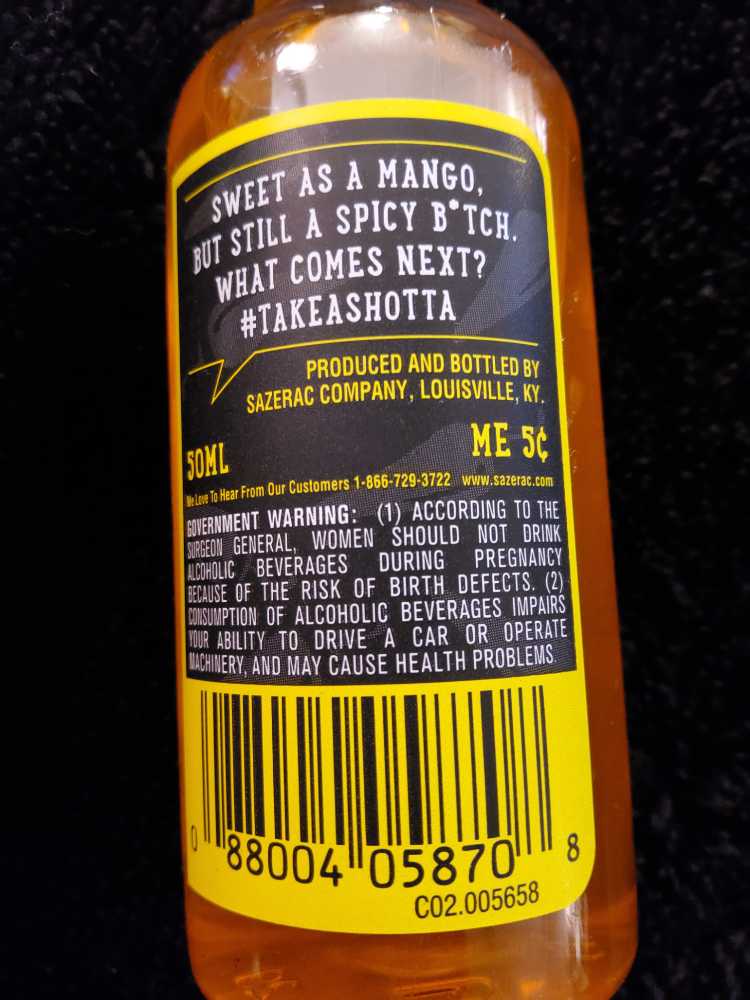 SWEET AS A MANGO,
BUT STILL A SPICY B*TCH.
WHAT COMES NEXT?
#TAKEASHOTTA
PRODUCED AND BOTTLED BY
SAZERAC COMPANY, LOUISVILLE, KY.
50ML ME 5¢
We Love To Hear From Our Customers 1-866-729-3722 www.sazerac.com
GOVERNMENT WARNING: (1) ACCORDING TO THE
SURGEON GENERAL, WOMEN SHOULD NOT DRINK
ALCOHOLIC BEVERAGES DURING PREGNANCY
BECAUSE OF THE RISK OF BIRTH DEFECTS. (2)
CONSUMPTION OF ALCOHOLIC BEVERAGES IMPAIRS
YOUR ABILITY TO DRIVE A CAR OR OPERATE
MACHINERY, AND MAY CAUSE HEALTH PROBLEMS.
0 88004 05870 8
C02.005658